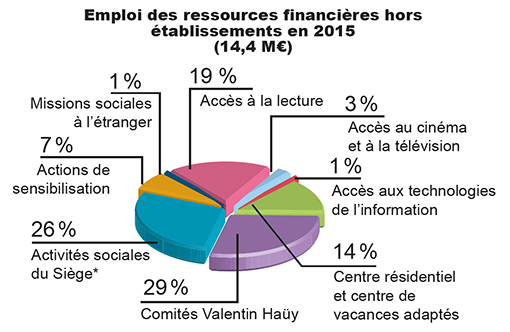 Emploi des ressources financières hors
établissements en 2015
(14,4 M€)
19 %
Accès à la lecture
1 %
Missions sociales
à l'étranger
3 %
Accès au cinéma
et à la télévision
7 %
Actions de
sensibilisation
1 %
Accès aux technologies
de l'information
26 %
Activités sociales
du Siège*
14 %
Centre résidentiel
et centre de
vacances adaptés
29 %
Comités Valentin Haüy